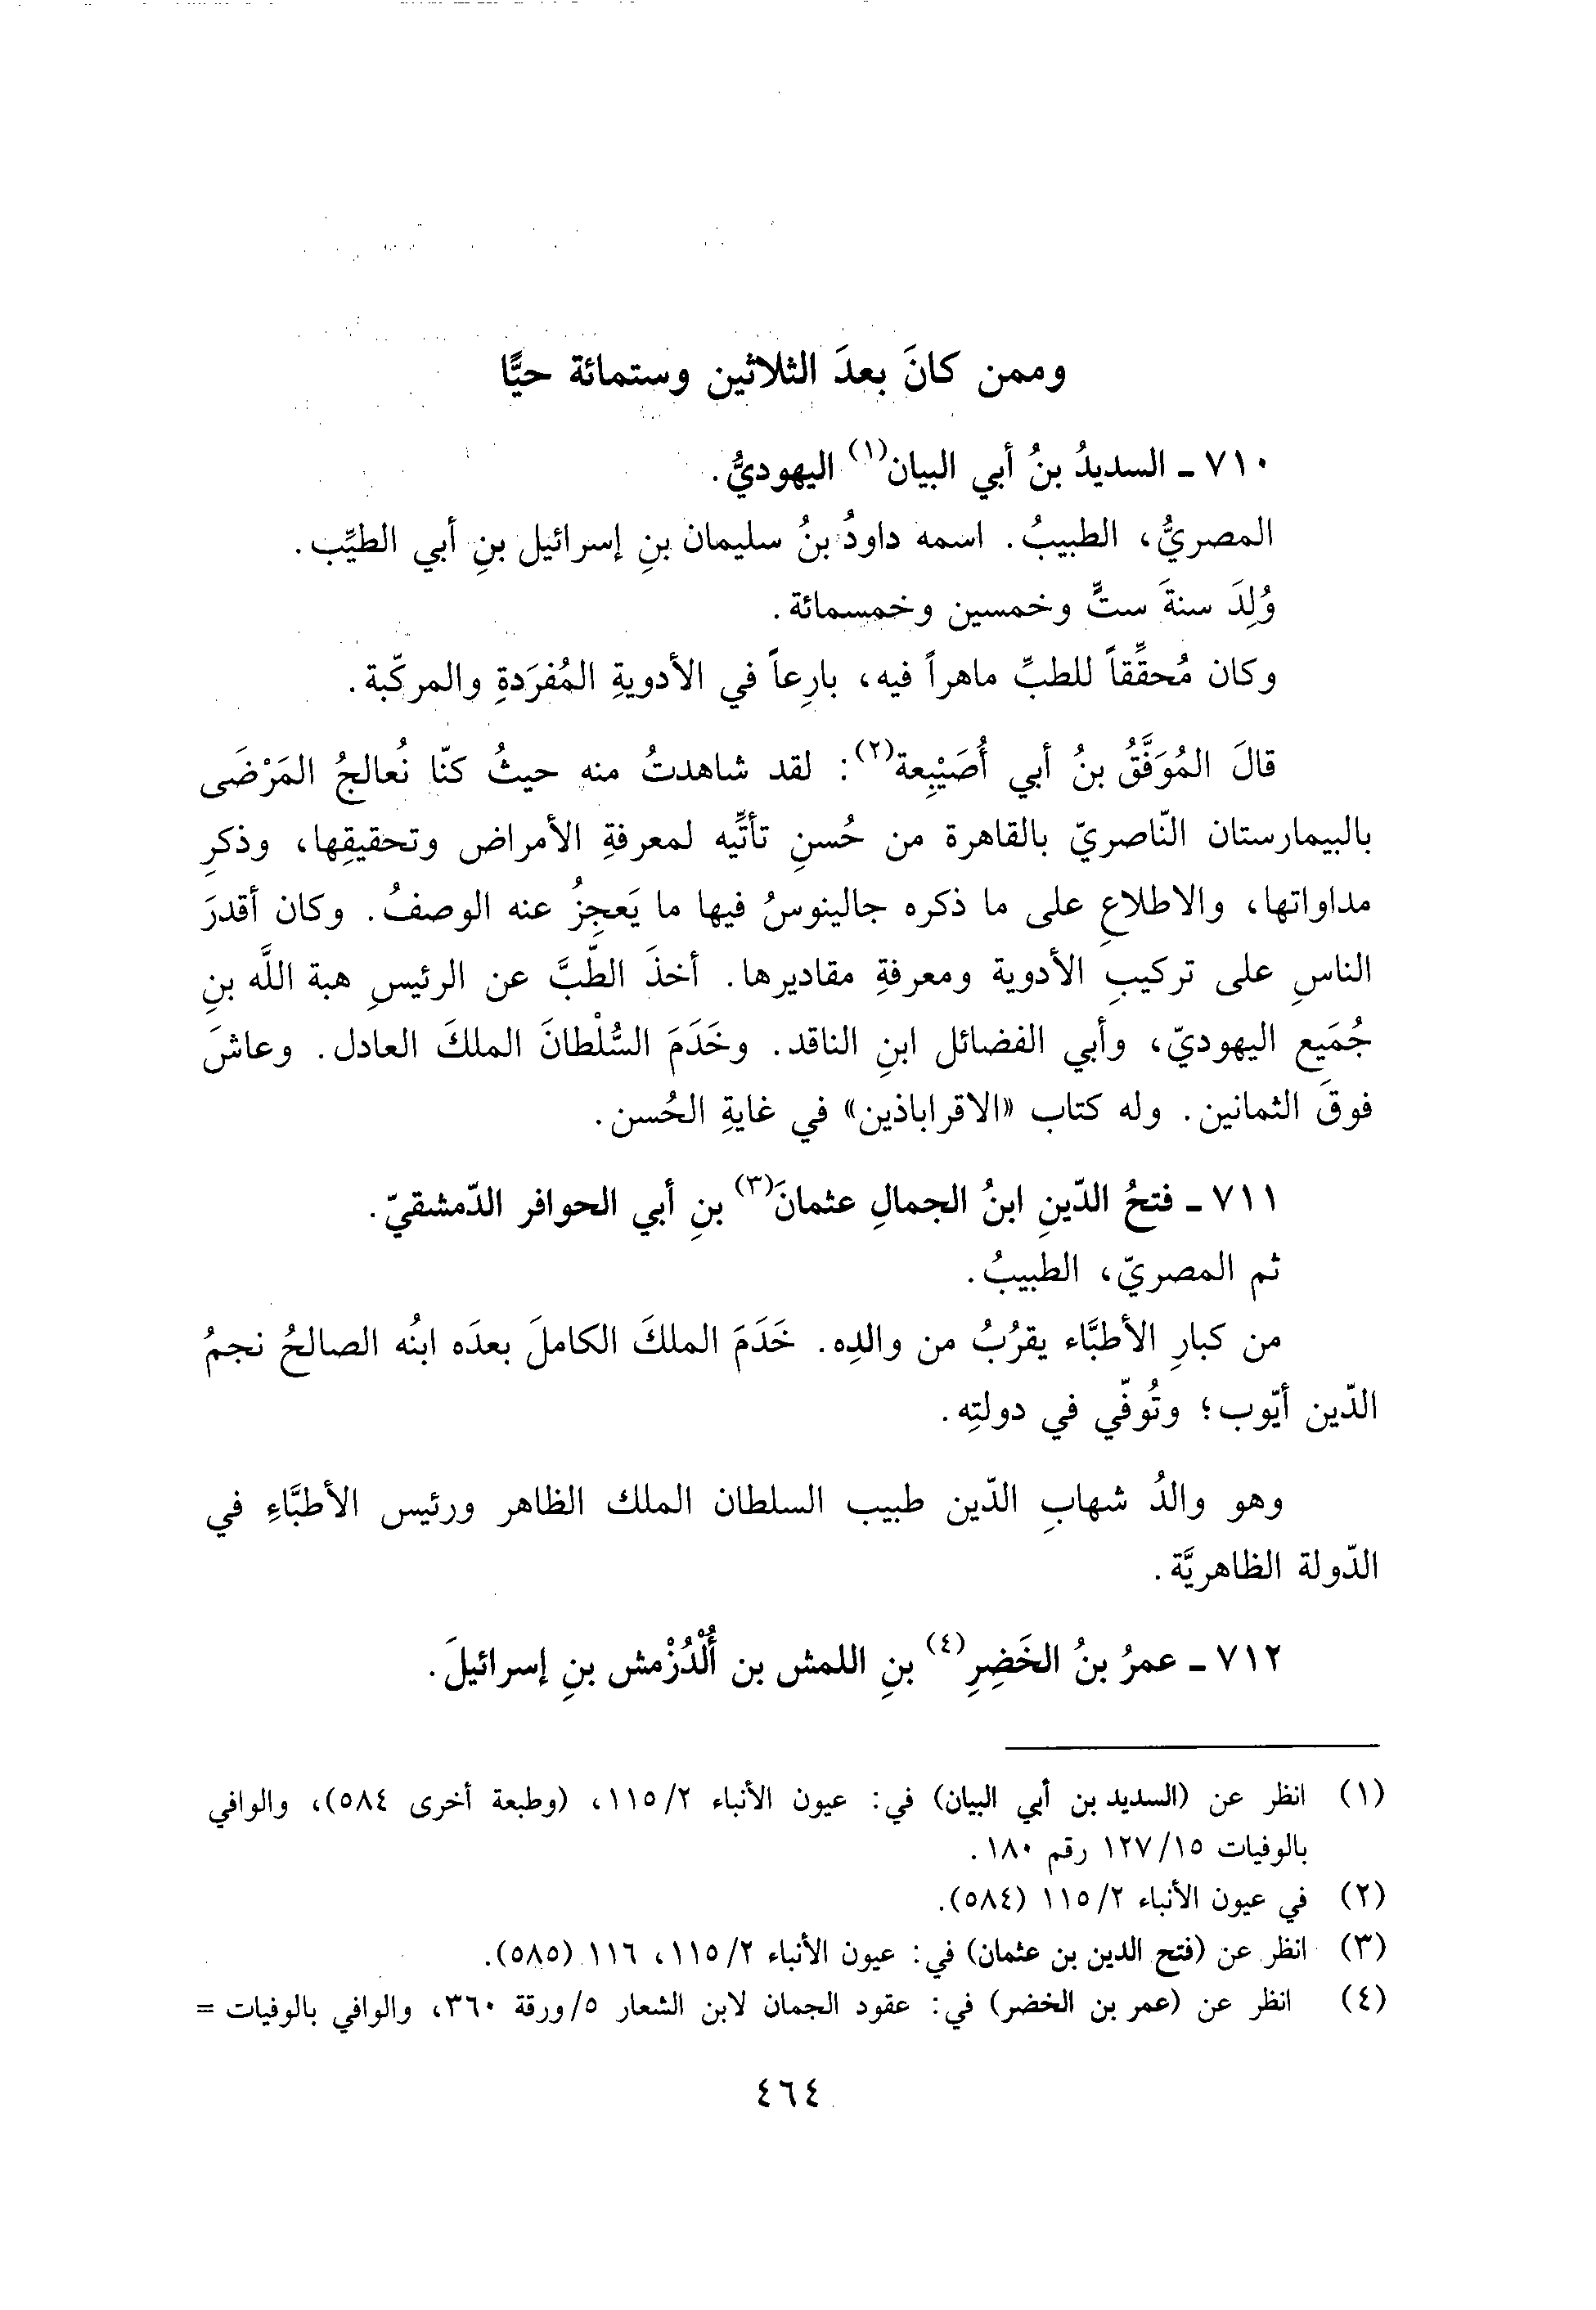 وممن كانَ بعدَ الثلاثين وستمائة حيًّا
٧١٠ ـ السديدُ بنُ أبي البيان(١) اليهوديُّ.
المصريُّ، الطبيبُ. اسمه داودُ بنُ سليمان بنِ إسرائيل بنِ أبي الطيِّب.
وُلِدَ سنةَ ستٍّ وخمسين وخمسمائة.
وكان مُحقِّقاً للطبِّ ماهراً فيه، بارِعاً في الأدويةِ المُفرَدةِ والمركّبة.
قالَ المُوَفَّقُ بنُ أبي أُصَيْبِعة(٢): لقد شاهدتُ منه حيثُ كنّا نُعالجُ المَرْضَى
بالبيمارستان النّاصريّ بالقاهرة من حُسنِ تأتّيه لمعرفةِ الأمراض وتحقيقِها، وذكرِ
مداواتها، والاطلاعِ على ما ذكره جالينوسُ فيها ما يَعجِزُ عنه الوصفُ. وكان أقدرَ
الناسِ على تركيبِ الأدوية ومعرفةِ مقاديرها. أخذَ الطّبَّ عن الرئيسِ هبة اللَّه بنِ
جُمَيع اليهوديّ، وأبي الفضائل ابنِ الناقد. وخَدَمَ السُّلْطانَ الملكَ العادل. وعاشَ
فوقَ الثمانين. وله كتاب «الاقراباذين» في غايةِ الحُسن.
٧١١ ـ فتحُ الدّينِ ابنُ الجمالِ عثمانَ(٣) بنِ أبي الحوافر الدّمشقيّ.
ثم المصريّ، الطبيبُ.
من كبارِ الأطبَّاء يقرُبُ من والدِه. خَدَمَ الملكَ الكاملَ بعدَه ابنُه الصالحُ نجمُ
الدّين أيّوب؛ وتُوفّي في دولتِه.
وهو والدُ شهابِ الدّين طبيب السلطان الملك الظاهر ورئيس الأطبَّاءِ في
الدّولة الظاهريَّة.
٧١٢ ـ عمرُ بنُ الخَضِرِ(٤) بنِ اللمش بن أُلْدُزْمش بنِ إسرائيلَ.
(١) انظر عن (السديد بن أبي البيان) في: عيون الأنباء ٢/١١٥، (وطبعة أخرى ٥٨٤)، والوافي
بالوفيات ١٥/١٢٧ رقم ١٨٠.
(٢) في عيون الأنباء ٢/١١٥ (٥٨٤).
(٣) انظر عن (فتح الدين بن عثمان) في: عيون الأنباء ٢/١١٥، ١١٦ (٥٨٥).
(٤) انظر عن (عمر بن الخضر) في: عقود الجمان لابن الشعار ٥/ورقة ٣٦٠، والوافي بالوفيات =
٤٦٤